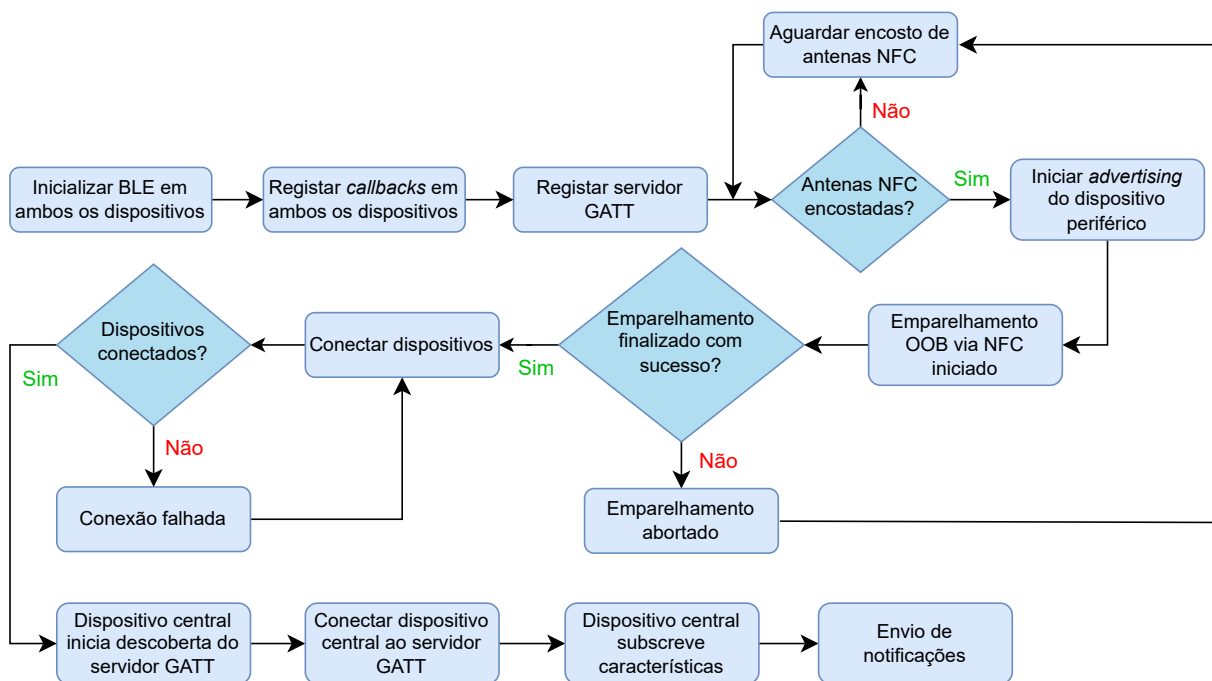 Aguardar encosto de
antenas NFC
Não
Inicializar BLE em
ambos os dispositivos
Registar callbacks em
ambos os dispositivos
Registar servidor
GATT
Antenas NFC
encostadas?
Sim
Iniciar advertising
do dispositivo
periférico
Emparelhamento
OOB via NFC
iniciado
Emparelhamento
finalizado com
sucesso?
Sim
Não
Conectar dispositivos
Dispositivos
conectados?
Sim
Não
Conexão falhada
Emparelhamento
abortado
Dispositivo central
inicia descoberta do
servidor GATT
Conectar dispositivo
central ao servidor
GATT
Dispositivo central
subscreve
características
Envio de
notificações